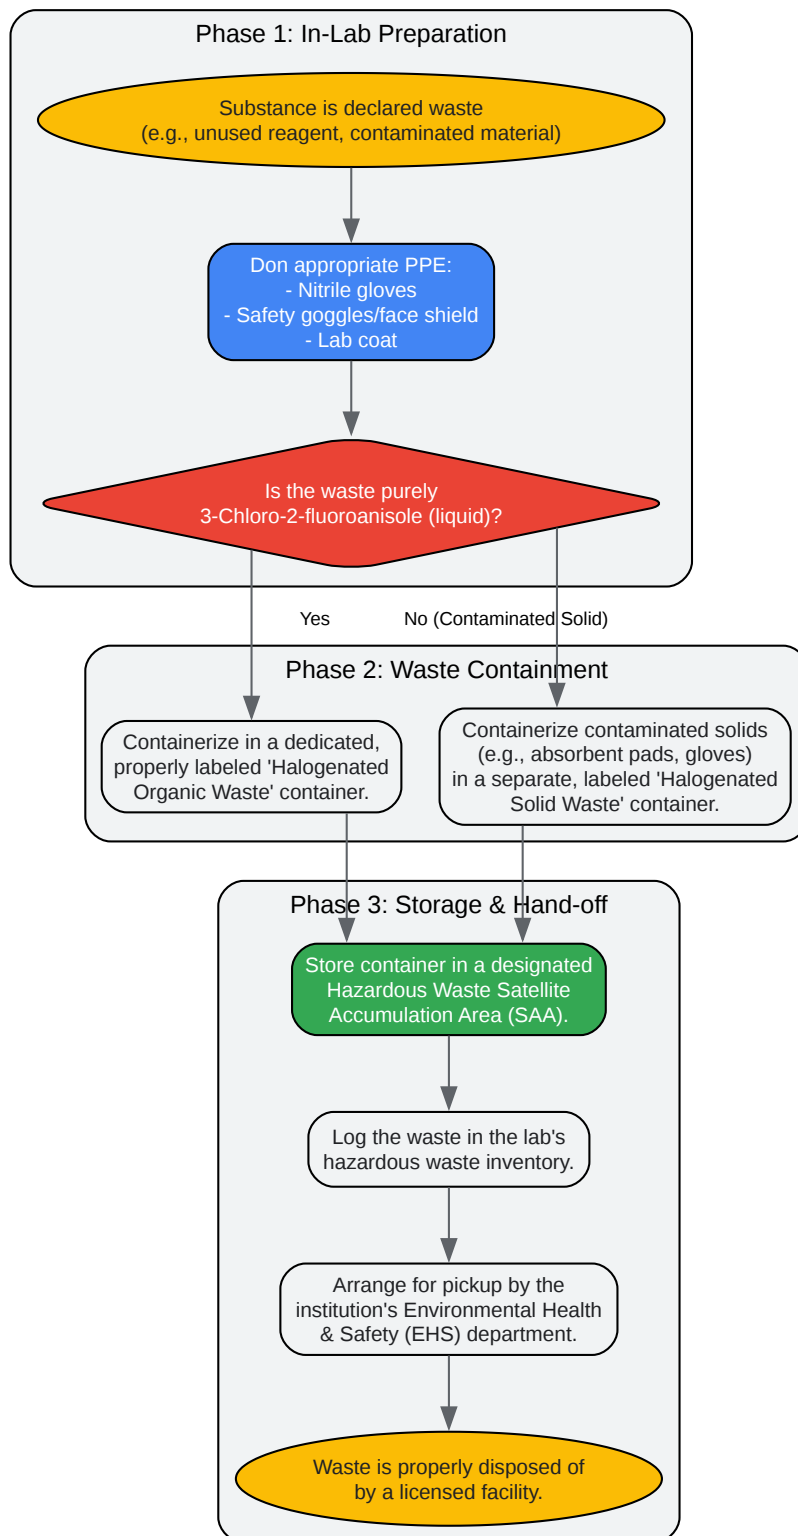 Phase 1: In-Lab Preparation
Substance is declared waste
(e.g., unused reagent, contaminated material)
Don appropriate PPE:
- Nitrile gloves
- Safety goggles/face shield
- Lab coat
Is the waste purely
3-Chloro-2-fluoroanisole (liquid)?
Yes
No (Contaminated Solid)
Phase 2: Waste Containment
Containerize in a dedicated,
properly labeled 'Halogenated
Organic Waste' container.
Containerize contaminated solids
(e.g., absorbent pads, gloves)
in a separate, labeled 'Halogenated
Solid Waste' container.
Phase 3: Storage & Hand-off
Store container in a designated
Hazardous Waste Satellite
Accumulation Area (SAA).
Log the waste in the lab's
hazardous waste inventory.
Arrange for pickup by the
institution's Environmental Health
& Safety (EHS) department.
Waste is properly disposed of
by a licensed facility.